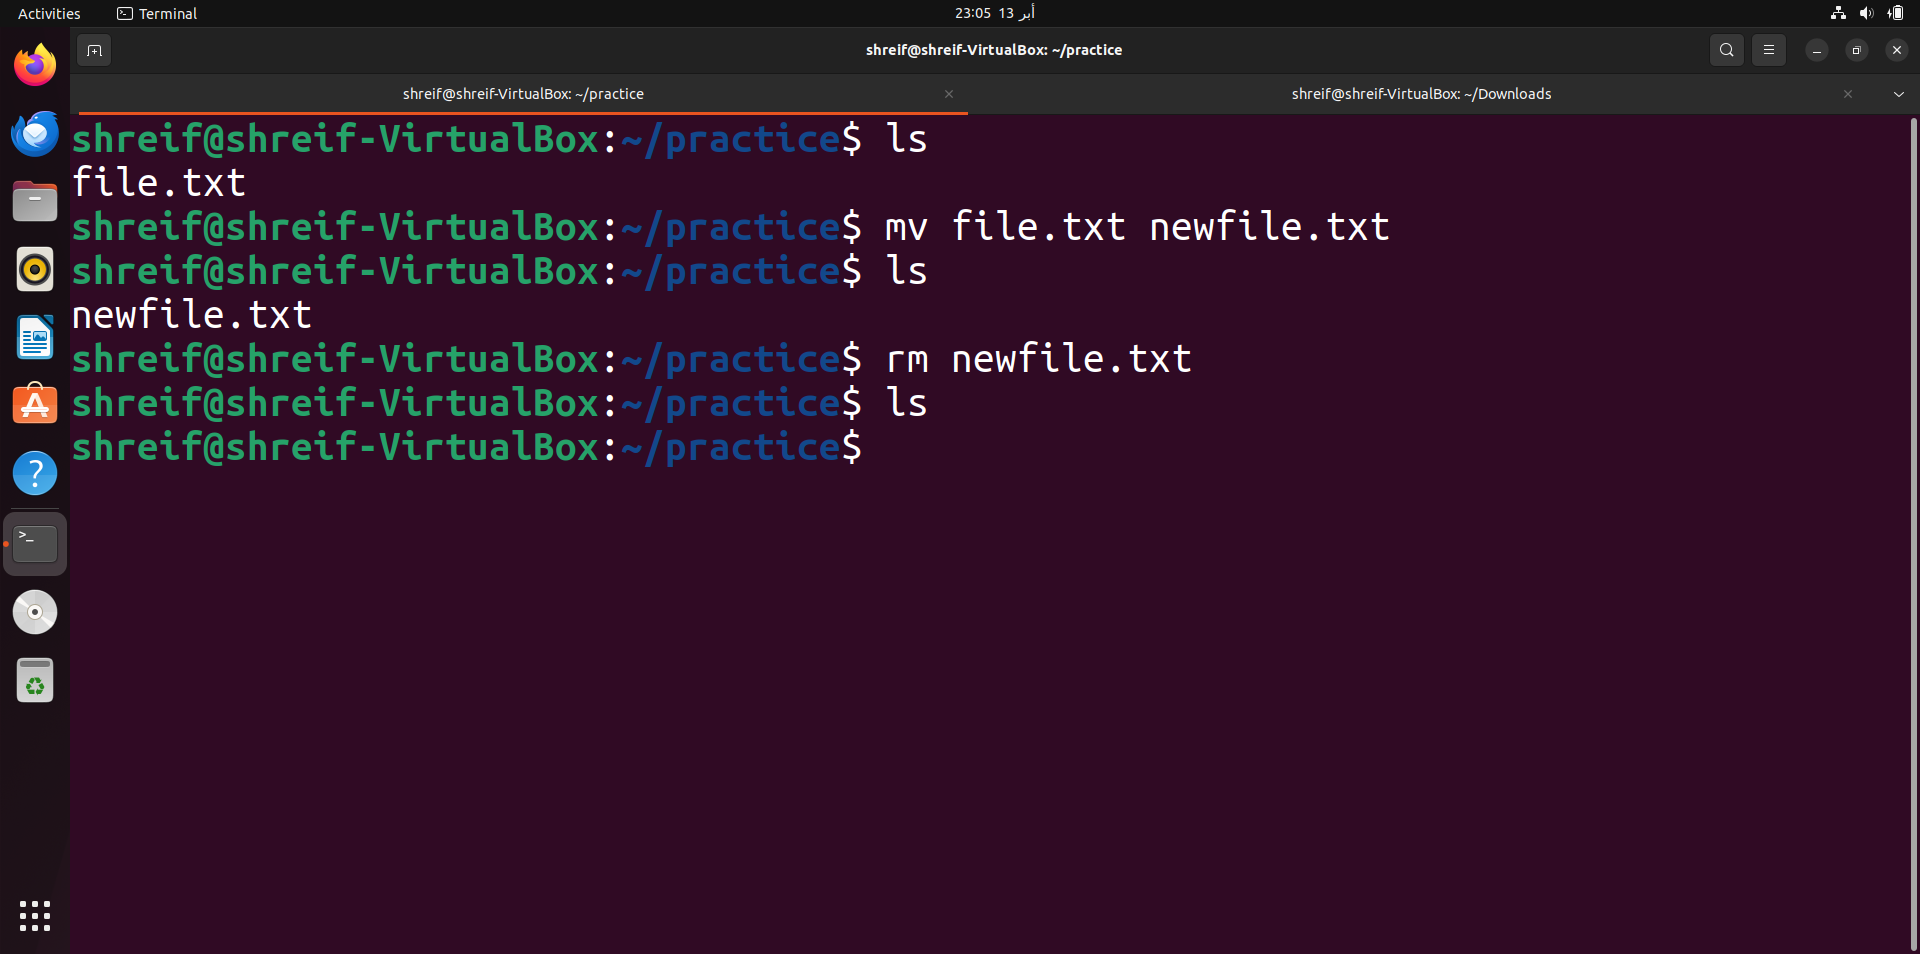 Activities Terminal 23:05 13 أبر
shreif@shreif-VirtualBox: ~/practice
shreif@shreif-VirtualBox: ~/practice shreif@shreif-VirtualBox: ~/Downloads
shreif@shreif-VirtualBox:~/practice$ ls
file.txt
shreif@shreif-VirtualBox:~/practice$ mv file.txt newfile.txt
shreif@shreif-VirtualBox:~/practice$ ls
newfile.txt
shreif@shreif-VirtualBox:~/practice$ rm newfile.txt
shreif@shreif-VirtualBox:~/practice$ ls
shreif@shreif-VirtualBox:~/practice$